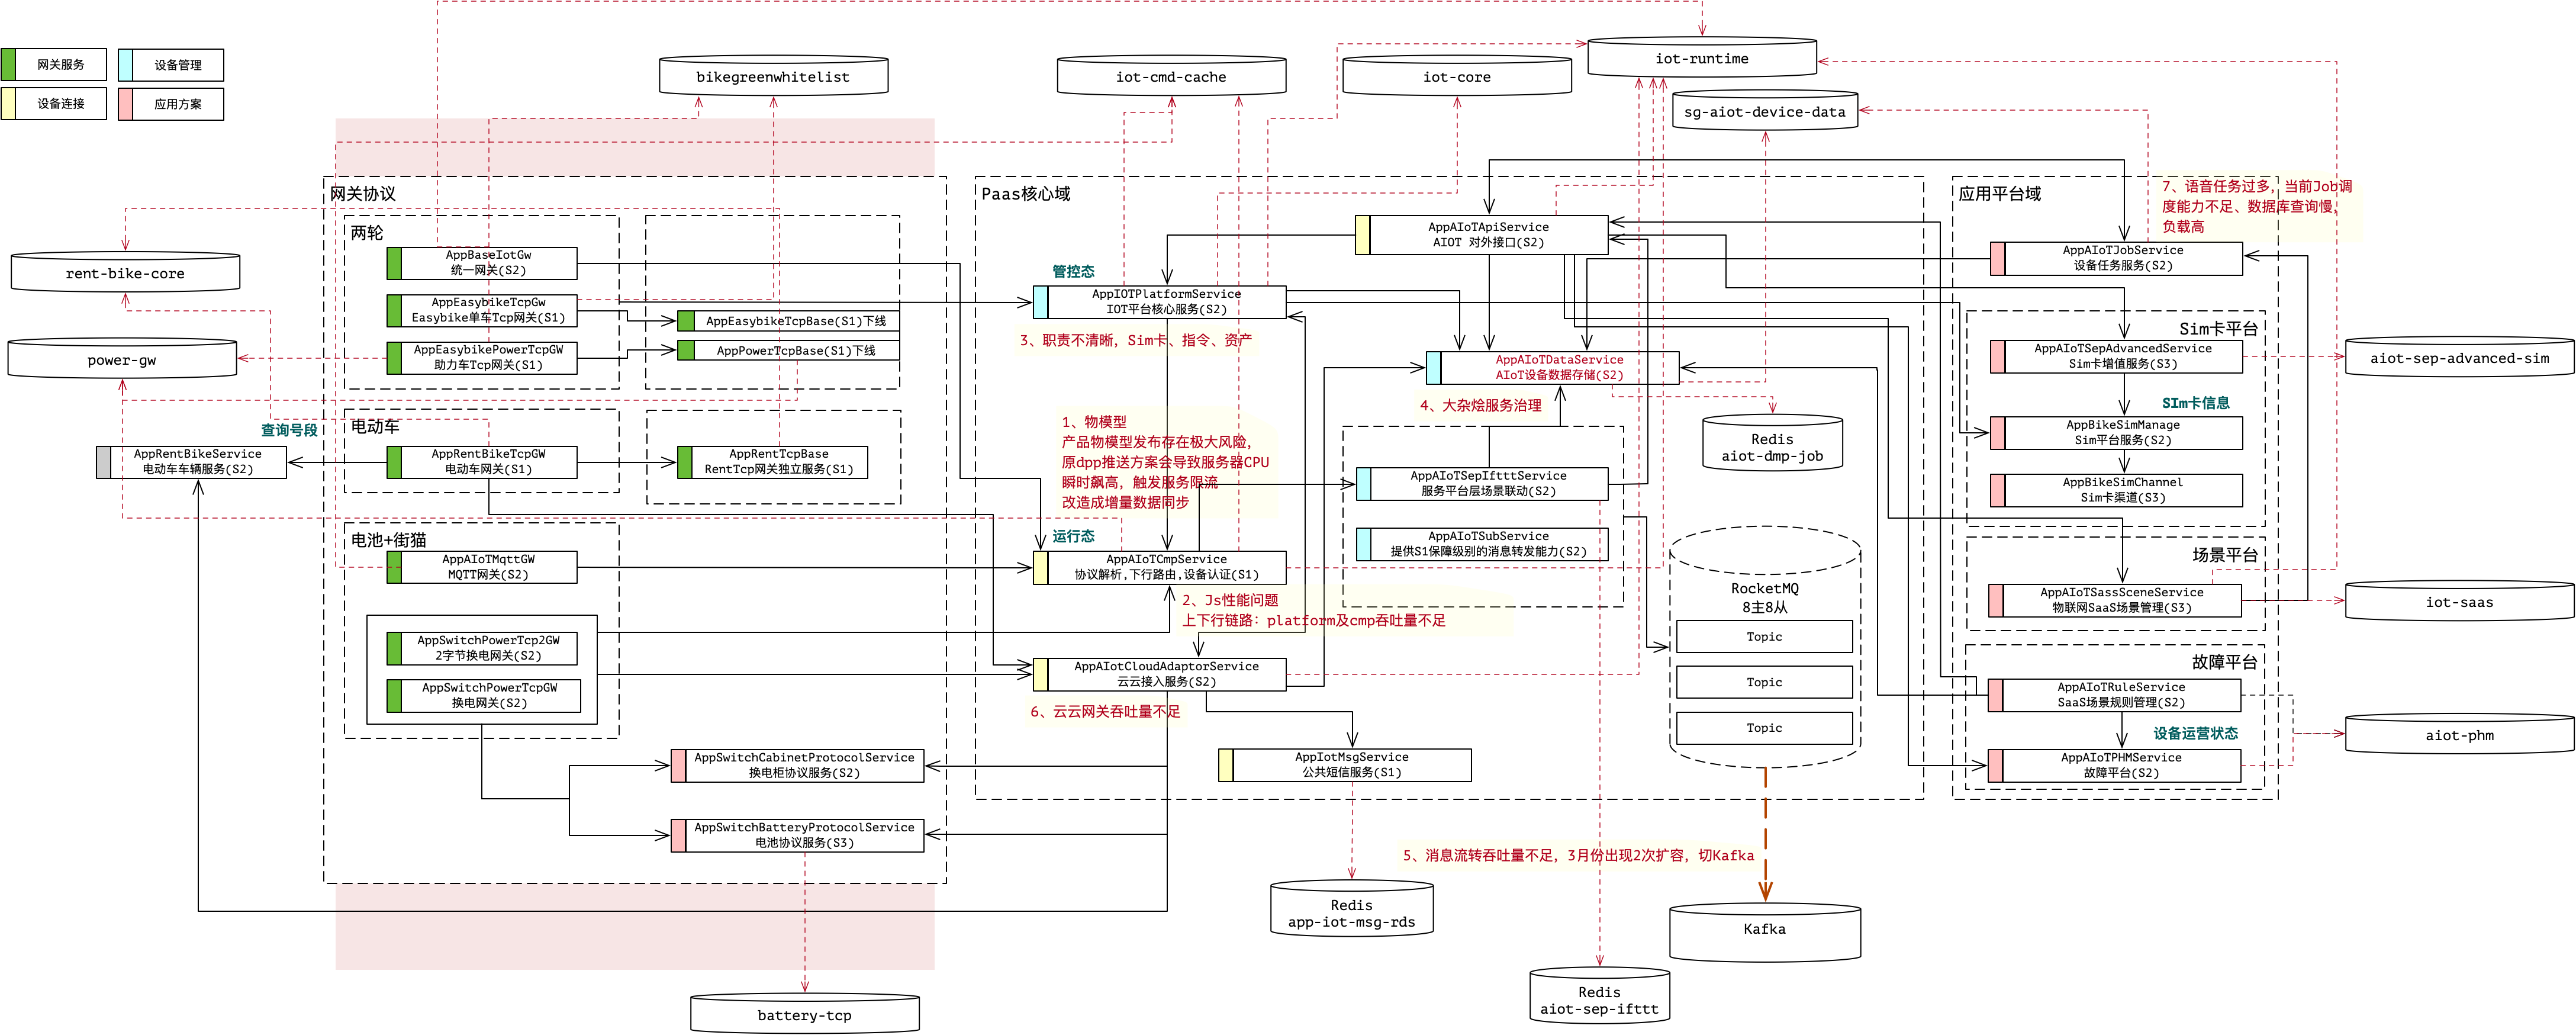 网关服务
设备管理
设备连接
应用方案
bikegreenwhitelist
iot-cmd-cache
iot-core
iot-runtime
sg-aiot-device-data
rent-bike-core
power-gw
查询号段
AppRentBikeService
电动车车辆服务(S2)
网关协议
两轮
AppBaseIotGw
统一网关(S2)
AppEasybikeTcpGw
Easybike单车Tcp网关(S1)
AppEasybikePowerTcpGW
助力车Tcp网关(S1)
AppEasybikeTcpBase(S1)下线
AppPowerTcpBase(S1)下线
电动车
AppRentBikeTcpGW
电动车网关(S1)
AppRentTcpBase
RentTcp网关独立服务(S1)
电池+街猫
AppAIoTMqttGW
MQTT网关(S2)
AppSwitchPowerTcp2GW
2字节换电网关(S2)
AppSwitchPowerTcpGW
换电网关(S2)
AppSwitchCabinetProtocolService
换电柜协议服务(S2)
AppSwitchBatteryProtocolService
电池协议服务(S3)
battery-tcp
Paas核心域
AppAIoTApiService
AIOT 对外接口(S2)
管控态
AppIOTPlatformService
IOT平台核心服务(S2)
3、职责不清晰，Sim卡、指令、资产
AppAIoTDataService
AIoT设备数据存储(S2)
4、大杂烩服务治理
1、物模型
产品物模型发布存在极大风险，
原dpp推送方案会导致服务器CPU
瞬时飙高，触发服务限流
改造成增量数据同步
Redis
aiot-dmp-job
AppAIoTSepIftttService
服务平台层场景联动(S2)
AppAIoTSubService
提供S1保障级别的消息转发能力(S2)
运行态
AppAIoTCmpService
协议解析,下行路由,设备认证(S1)
2、Js性能问题
上下行链路：platform及cmp吞吐量不足
AppAIotCloudAdaptorService
云云接入服务(S2)
6、云云网关吞吐量不足
AppIotMsgService
公共短信服务(S1)
RocketMQ
8主8从
Topic
Topic
Topic
5、消息流转吞吐量不足，3月份出现2次扩容，切Kafka
Redis
app-iot-msg-rds
Kafka
Redis
aiot-sep-ifttt
应用平台域
7、语音任务过多，当前Job调
度能力不足、数据库查询慢，
负载高
AppAIoTJobService
设备任务服务(S2)
Sim卡平台
AppAIoTSepAdvancedService
Sim卡增值服务(S3)
SIm卡信息
AppBikeSimManage
Sim平台服务(S2)
AppBikeSimChannel
Sim卡渠道(S3)
场景平台
AppAIoTSassSceneService
物联网SaaS场景管理(S3)
故障平台
AppAIoTRuleService
SaaS场景规则管理(S2)
设备运营状态
AppAIoTPHMService
故障平台(S2)
aiot-sep-advanced-sim
iot-saas
aiot-phm